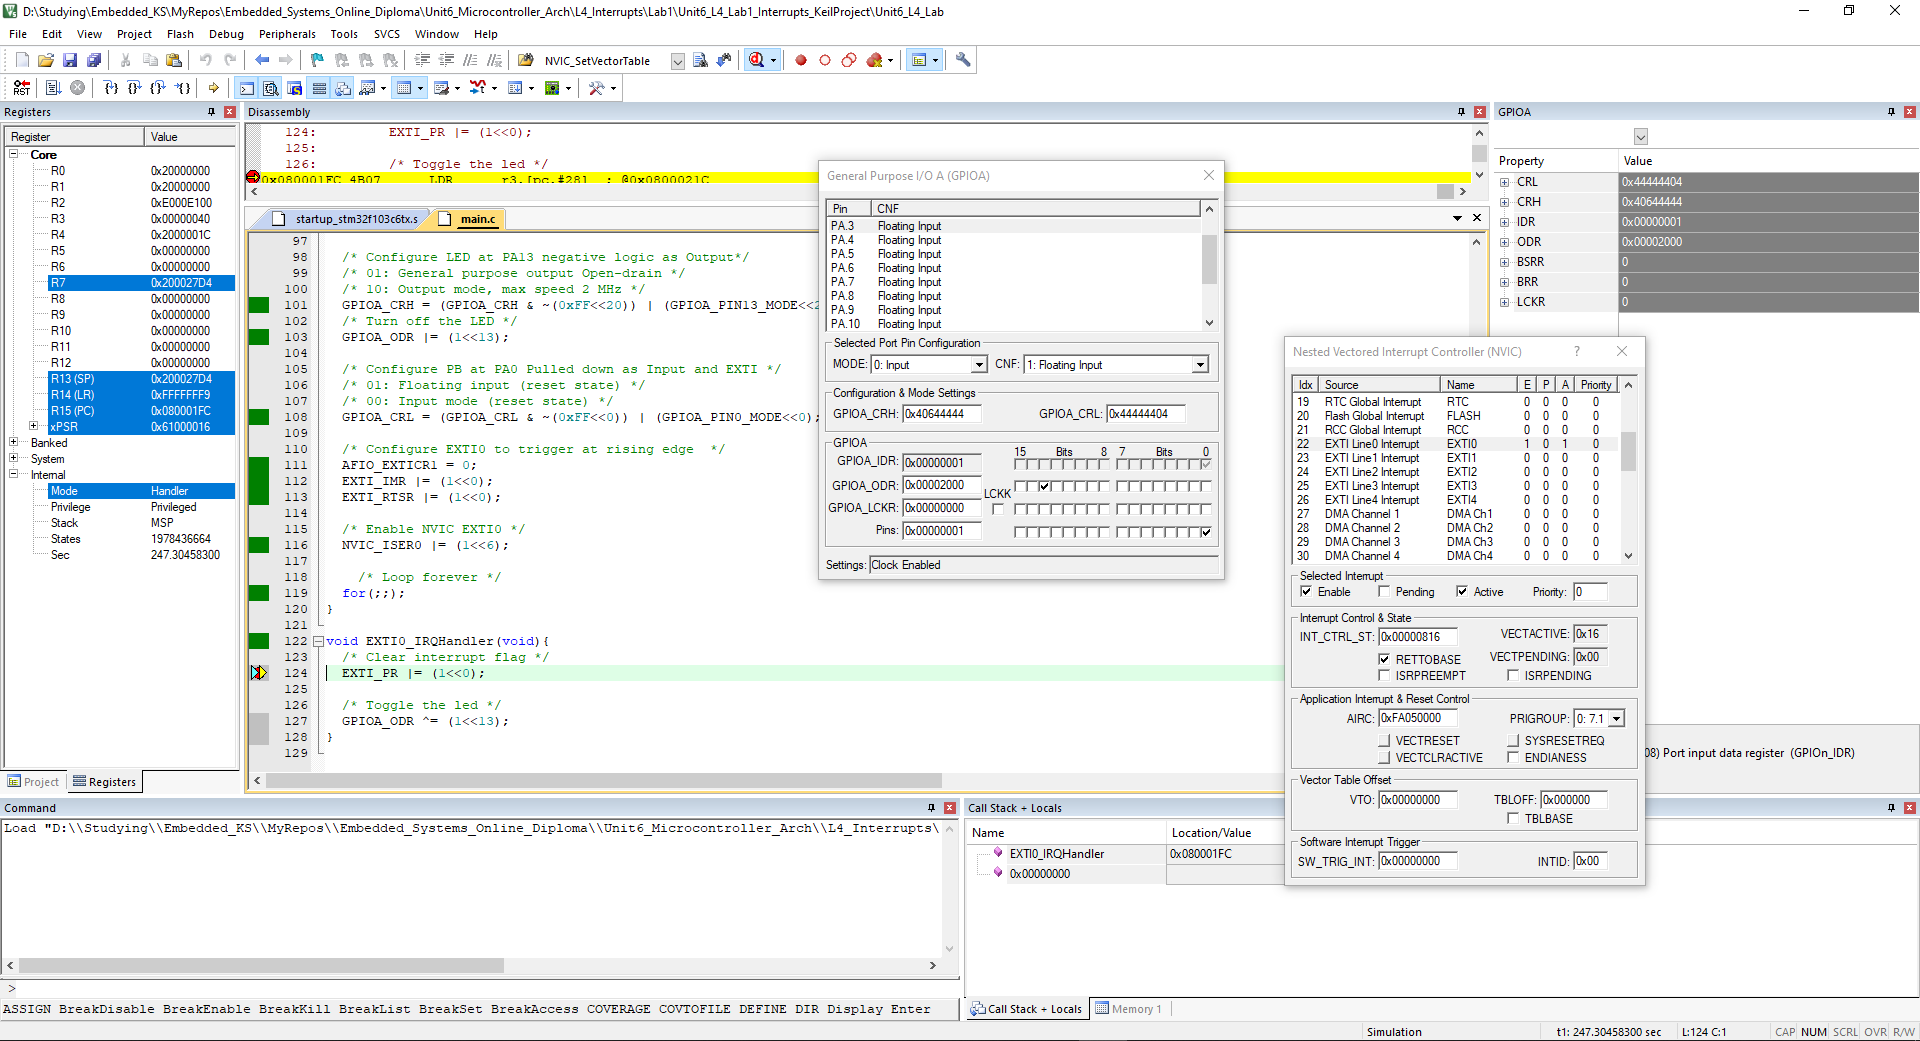 D:\Studying\Embedded_KS\MyRepos\Embedded_Systems_Online_Diploma\Unit6_Microcontroller_Arch\L4_Interrupts\Lab1\Unit6_L4_Lab1_Interrupts_KeilProject\Unit6_L4_Lab
File Edit View Project Flash Debug Peripherals Tools SVCS Window Help
NVIC_SetVectorTable
RST
Registers
Register Value
Core
R0 0x20000000
R1 0x20000000
R2 0xE000E100
R3 0x00000040
R4 0x2000001C
R5 0x00000000
R6 0x00000000
R7 0x200027D4
R8 0x00000000
R9 0x00000000
R10 0x00000000
R11 0x00000000
R12 0x00000000
R13 (SP) 0x200027D4
R14 (LR) 0xFFFFFFF9
R15 (PC) 0x080001FC
xPSR 0x61000016
Banked
System
Internal
Mode Handler
Privilege Privileged
Stack MSP
States 1978436664
Sec 247.30458300
Project Registers
Disassembly
124: EXTI_PR |= (1<<0);
125:
126: /* Toggle the led */
0x080001FC 4B07 LDR r3,[pc,#28] ; @0x0800021C
startup_stm32f103c6tx.s main.c
97
98 /* Configure LED at PA13 negative logic as Output*/
99 /* 01: General purpose output Open-drain */
100 /* 10: Output mode, max speed 2 MHz */
101 GPIOA_CRH = (GPIOA_CRH & ~(0xFF<<20)) | (GPIOA_PIN13_MODE<<2
102 /* Turn off the LED */
103 GPIOA_ODR |= (1<<13);
104
105 /* Configure PB at PA0 Pulled down as Input and EXTI */
106 /* 01: Floating input (reset state) */
107 /* 00: Input mode (reset state) */
108 GPIOA_CRL = (GPIOA_CRL & ~(0xFF<<0)) | (GPIOA_PIN0_MODE<<0);
109
110 /* Configure EXTI0 to trigger at rising edge */
111 AFIO_EXTICR1 = 0;
112 EXTI_IMR |= (1<<0);
113 EXTI_RTSR |= (1<<0);
114
115 /* Enable NVIC EXTI0 */
116 NVIC_ISER0 |= (1<<6);
117
118 /* Loop forever */
119 for(;;);
120 }
121
122 void EXTI0_IRQHandler(void){
123 /* Clear interrupt flag */
124 EXTI_PR |= (1<<0);
125
126 /* Toggle the led */
127 GPIOA_ODR ^= (1<<13);
128 }
129
General Purpose I/O A (GPIOA)
Pin CNF
PA.3 Floating Input
PA.4 Floating Input
PA.5 Floating Input
PA.6 Floating Input
PA.7 Floating Input
PA.8 Floating Input
PA.9 Floating Input
PA.10 Floating Input
Selected Port Pin Configuration
MODE: 0: Input CNF: 1: Floating Input
Configuration & Mode Settings
GPIOA_CRH: 0x40644444 GPIOA_CRL: 0x44444404
GPIOA
15 Bits 8 7 Bits 0
GPIOA_IDR: 0x00000001
GPIOA_ODR: 0x00002000
LCKK
GPIOA_LCKR: 0x00000000
Pins: 0x00000001
Settings: Clock Enabled
GPIOA
Property Value
CRL 0x44444404
CRH 0x40644444
IDR 0x00000001
ODR 0x00002000
BSRR 0
BRR 0
LCKR 0
08) Port input data register (GPIOn_IDR)
Nested Vectored Interrupt Controller (NVIC) ?
Idx Source Name E P A Priority
19 RTC Global Interrupt RTC 0 0 0 0
20 Flash Global Interrupt FLASH 0 0 0 0
21 RCC Global Interrupt RCC 0 0 0 0
22 EXTI Line0 Interrupt EXTI0 1 0 1 0
23 EXTI Line1 Interrupt EXTI1 0 0 0 0
24 EXTI Line2 Interrupt EXTI2 0 0 0 0
25 EXTI Line3 Interrupt EXTI3 0 0 0 0
26 EXTI Line4 Interrupt EXTI4 0 0 0 0
27 DMA Channel 1 DMA Ch1 0 0 0 0
28 DMA Channel 2 DMA Ch2 0 0 0 0
29 DMA Channel 3 DMA Ch3 0 0 0 0
30 DMA Channel 4 DMA Ch4 0 0 0 0
Selected Interrupt
Enable Pending Active Priority: 0
Interrupt Control & State
INT_CTRL_ST: 0x00000816 VECTACTIVE: 0x16
RETTOBASE VECTPENDING: 0x00
ISRPREEMPT ISRPENDING
Application Interrupt & Reset Control
AIRC: 0xFA050000 PRIGROUP: 0: 7.1
VECTRESET SYSRESETREQ
VECTCLRACTIVE ENDIANESS
Vector Table Offset
VTO: 0x00000000 TBLOFF: 0x000000
TBLBASE
Software Interrupt Trigger
SW_TRIG_INT: 0x00000000 INTID: 0x00
Command
Load "D:\\Studying\\Embedded_KS\\MyRepos\\Embedded_Systems_Online_Diploma\\Unit6_Microcontroller_Arch\\L4_Interrupts\
>
ASSIGN BreakDisable BreakEnable BreakKill BreakList BreakSet BreakAccess COVERAGE COVTOFILE DEFINE DIR Display Enter
Call Stack + Locals
Name Location/Value
EXTI0_IRQHandler 0x080001FC
0x00000000
Call Stack + Locals Memory 1
Simulation t1: 247.30458300 sec L:124 C:1 CAP NUM SCRL OVR R/W